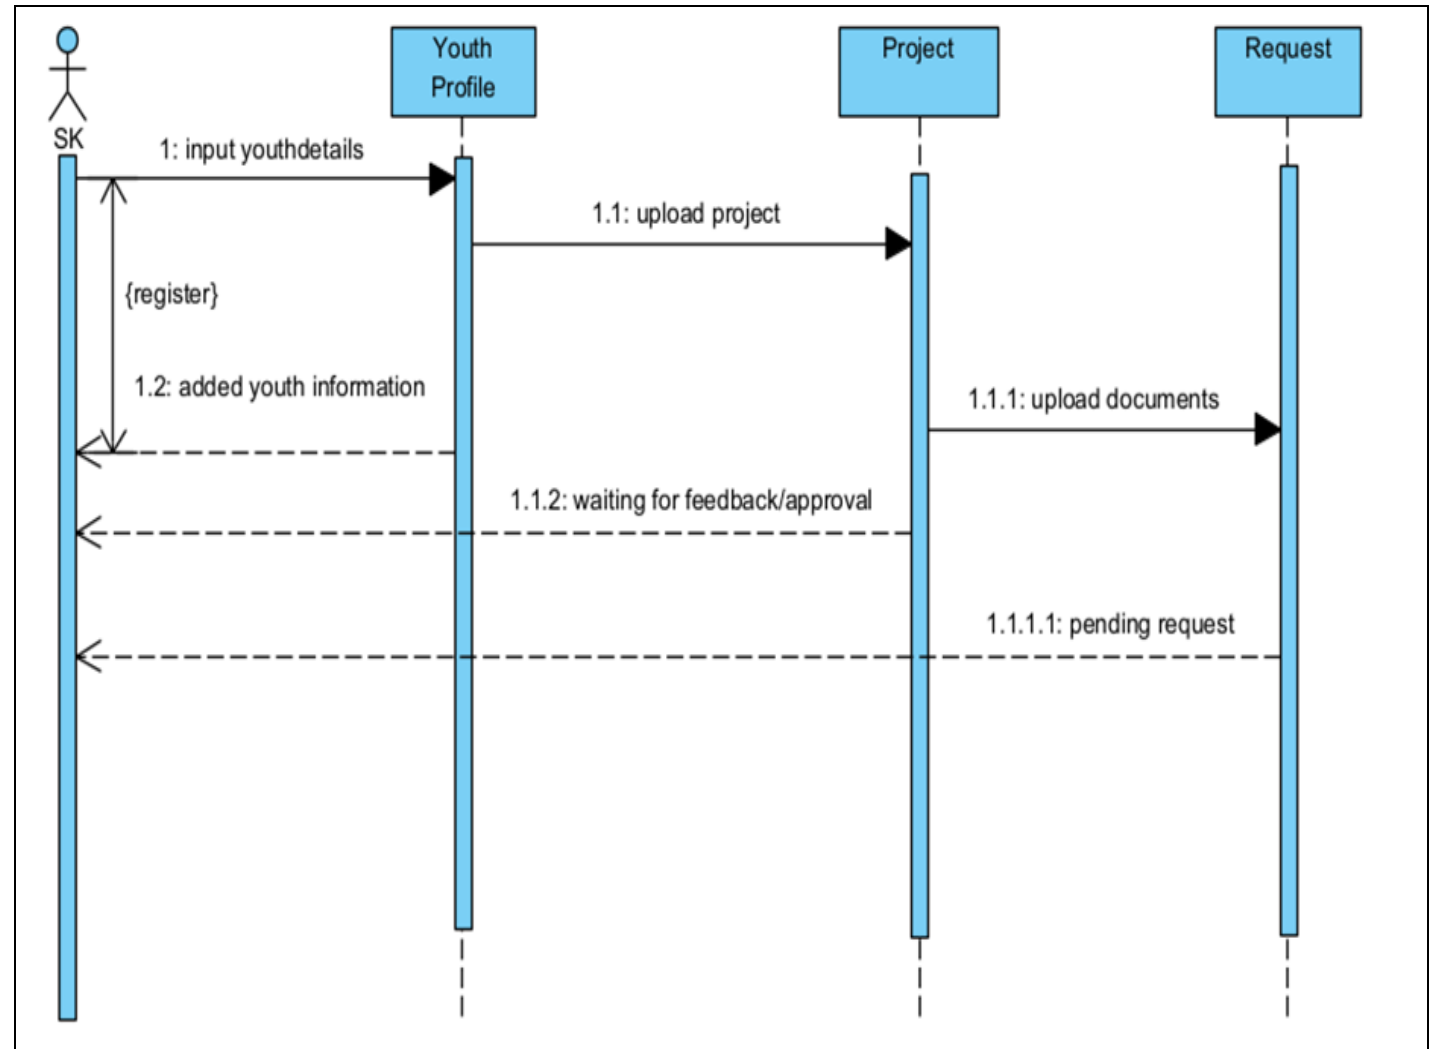 Youth
Profile
Project
Request
SK
1: input youthdetails
1.1: upload project
{register}
1.2: added youth information
1.1.1: upload documents
1.1.2: waiting for feedback/approval
1.1.1.1: pending request